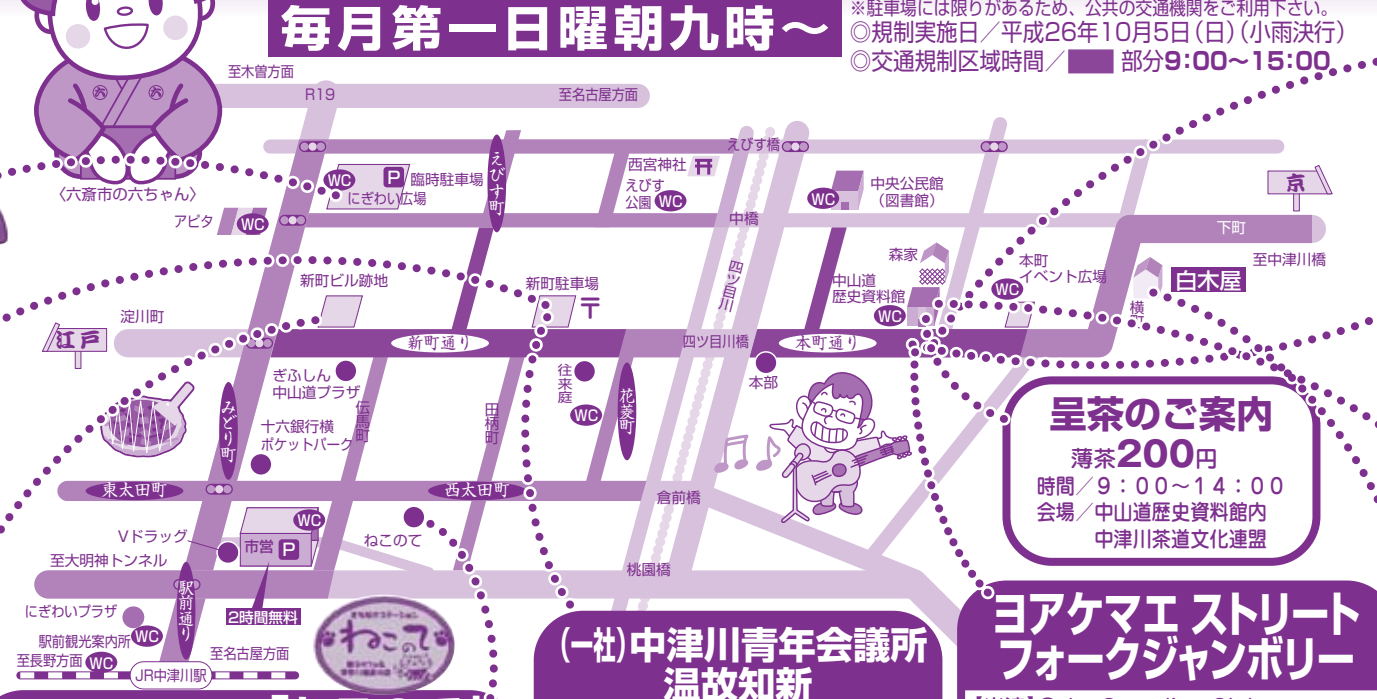 毎月第一日曜朝九時〜
※駐車場には限りがあるため、公共の交通機関をご利用下さい。
◎規制実施日／平成26年10月5日(日)(小雨決行)
◎交通規制区域時間／ 部分9:00〜15:00
至木曽方面
R19
至名古屋方面
〈六斎市の六ちゃん〉
六
六
えびす橋
えびす町
WC
P
臨時駐車場
にぎわい広場
西宮神社
えびす
公園
WC
WC
中央公民館
(図書館)
京
アピタ
WC
中橋
下町
至中津川橋
四ツ目川
森家
本町
イベント広場
WC
白木屋
横町
新町ビル跡地
新町駐車場
〒
中山道
歴史資料館
WC
淀川町
江戸
新町通り
四ツ目川橋
本町通り
本部
ぎふしん
中山道プラザ
伝馬町
田柄町
往来庭
WC
花菱町
みどり町
十六銀行横
ポケットパーク
呈茶のご案内
薄茶200円
時間／9：00〜14：00
会場／中山道歴史資料館内
中津川茶道文化連盟
東太田町
西太田町
倉前橋
Vドラッグ
WC
市営
P
ねこのて
至大明神トンネル
桃園橋
2時間無料
駅前通り
にぎわいプラザ
駅前観光案内所
WC
至長野方面
WC
至名古屋方面
JR中津川駅
ねこのて
(一社)中津川青年会議所
温故知新
ヨアケマエ ストリート
フォークジャンボリー